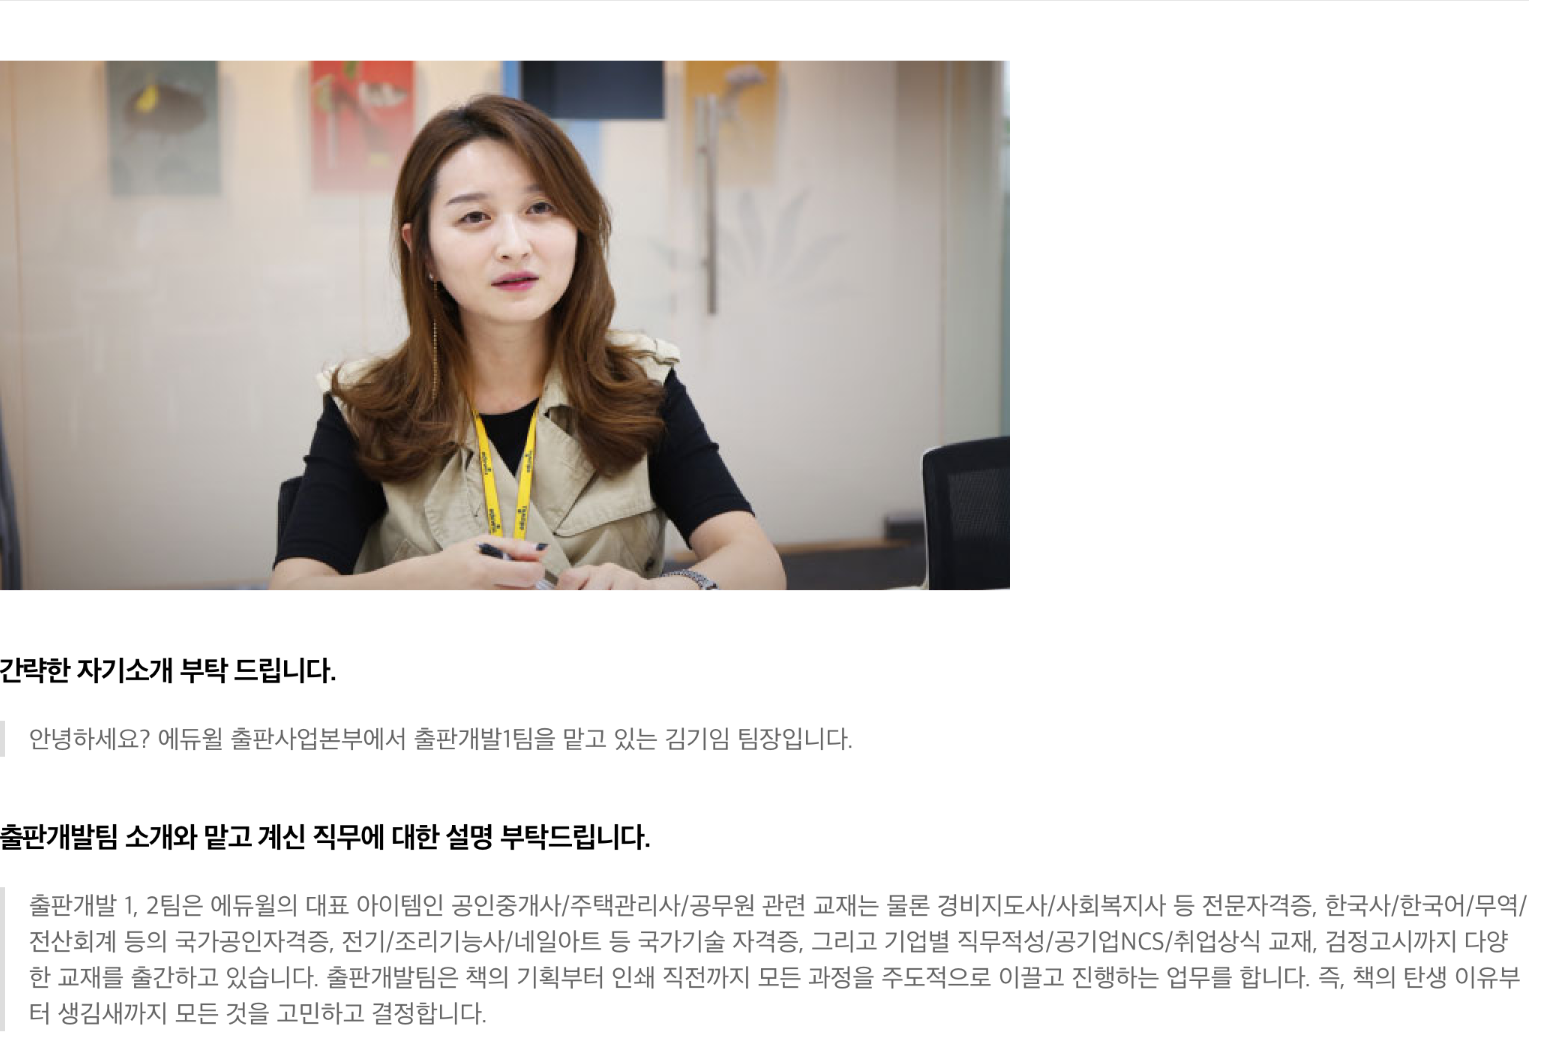 간략한 자기소개 부탁 드립니다.
안녕하세요? 에듀윌 출판사업본부에서 출판개발1팀을 맡고 있는 김기임 팀장입니다.
출판개발팀 소개와 맡고 계신 직무에 대한 설명 부탁드립니다.
출판개발 1, 2팀은 에듀윌의 대표 아이템인 공인중개사/주택관리사/공무원 관련 교재는 물론 경비지도사/사회복지사 등 전문자격증, 한국사/한국어/무역/
전산회계 등의 국가공인자격증, 전기/조리기능사/네일아트 등 국가기술 자격증, 그리고 기업별 직무적성/공기업NCS/취업상식 교재, 검정고시까지 다양
한 교재를 출간하고 있습니다. 출판개발팀은 책의 기획부터 인쇄 직전까지 모든 과정을 주도적으로 이끌고 진행하는 업무를 합니다. 즉, 책의 탄생 이유부
터 생김새까지 모든 것을 고민하고 결정합니다.